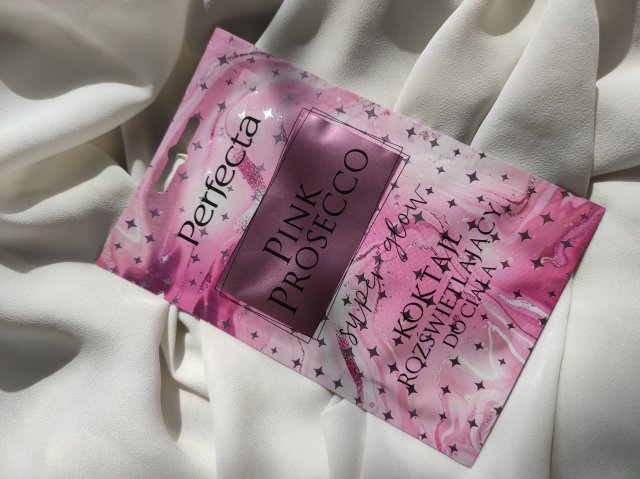 Perfecta
PINK
PROSECCO
super glow
KOKTAJL
ROZŚWIETLAJĄCY
DO CIAŁA